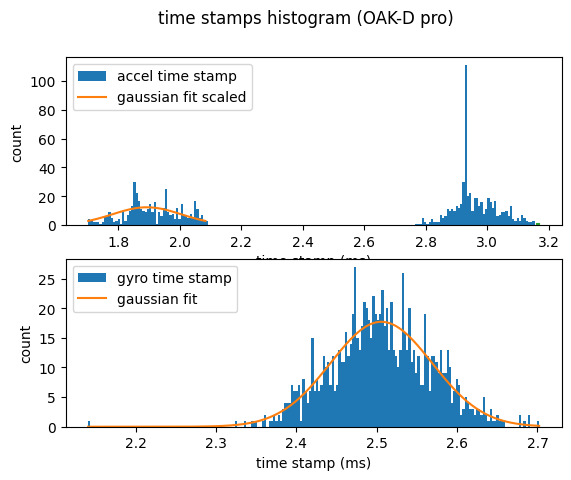 time stamps histogram (OAK-D pro)
accel time stamp
gaussian fit scaled
count
100
80
60
40
20
0
1.8 2.0 2.2 2.4 2.6 2.8 3.0 3.2
time stamp (ms)
gyro time stamp
gaussian fit
count
25
20
15
10
5
0
2.2 2.3 2.4 2.5 2.6 2.7
time stamp (ms)